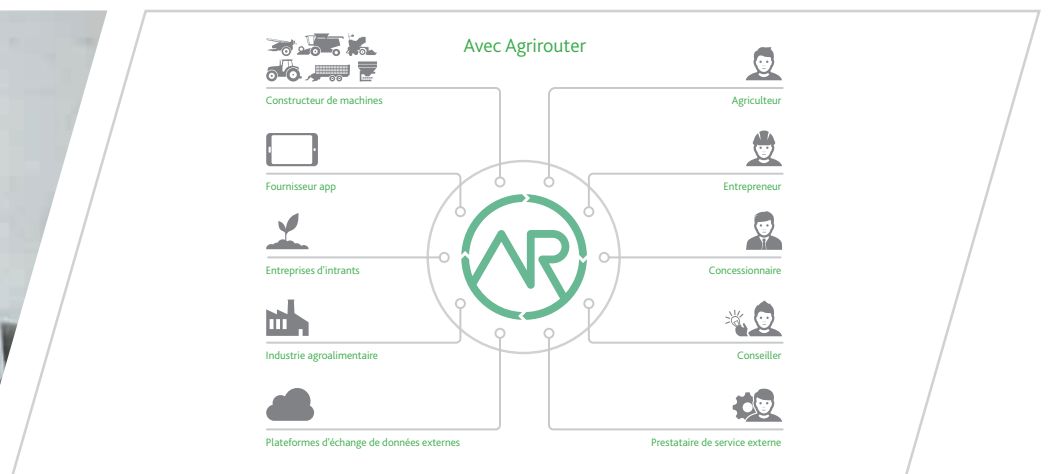 Avec Agrirouter
Constructeur de machines
Agriculteur
Fournisseur app
Entrepreneur
AR
Entreprises d'intrants
Concessionnaire
Industrie agroalimentaire
Conseiller
Plateformes d'échange de données externes
Prestataire de service externe